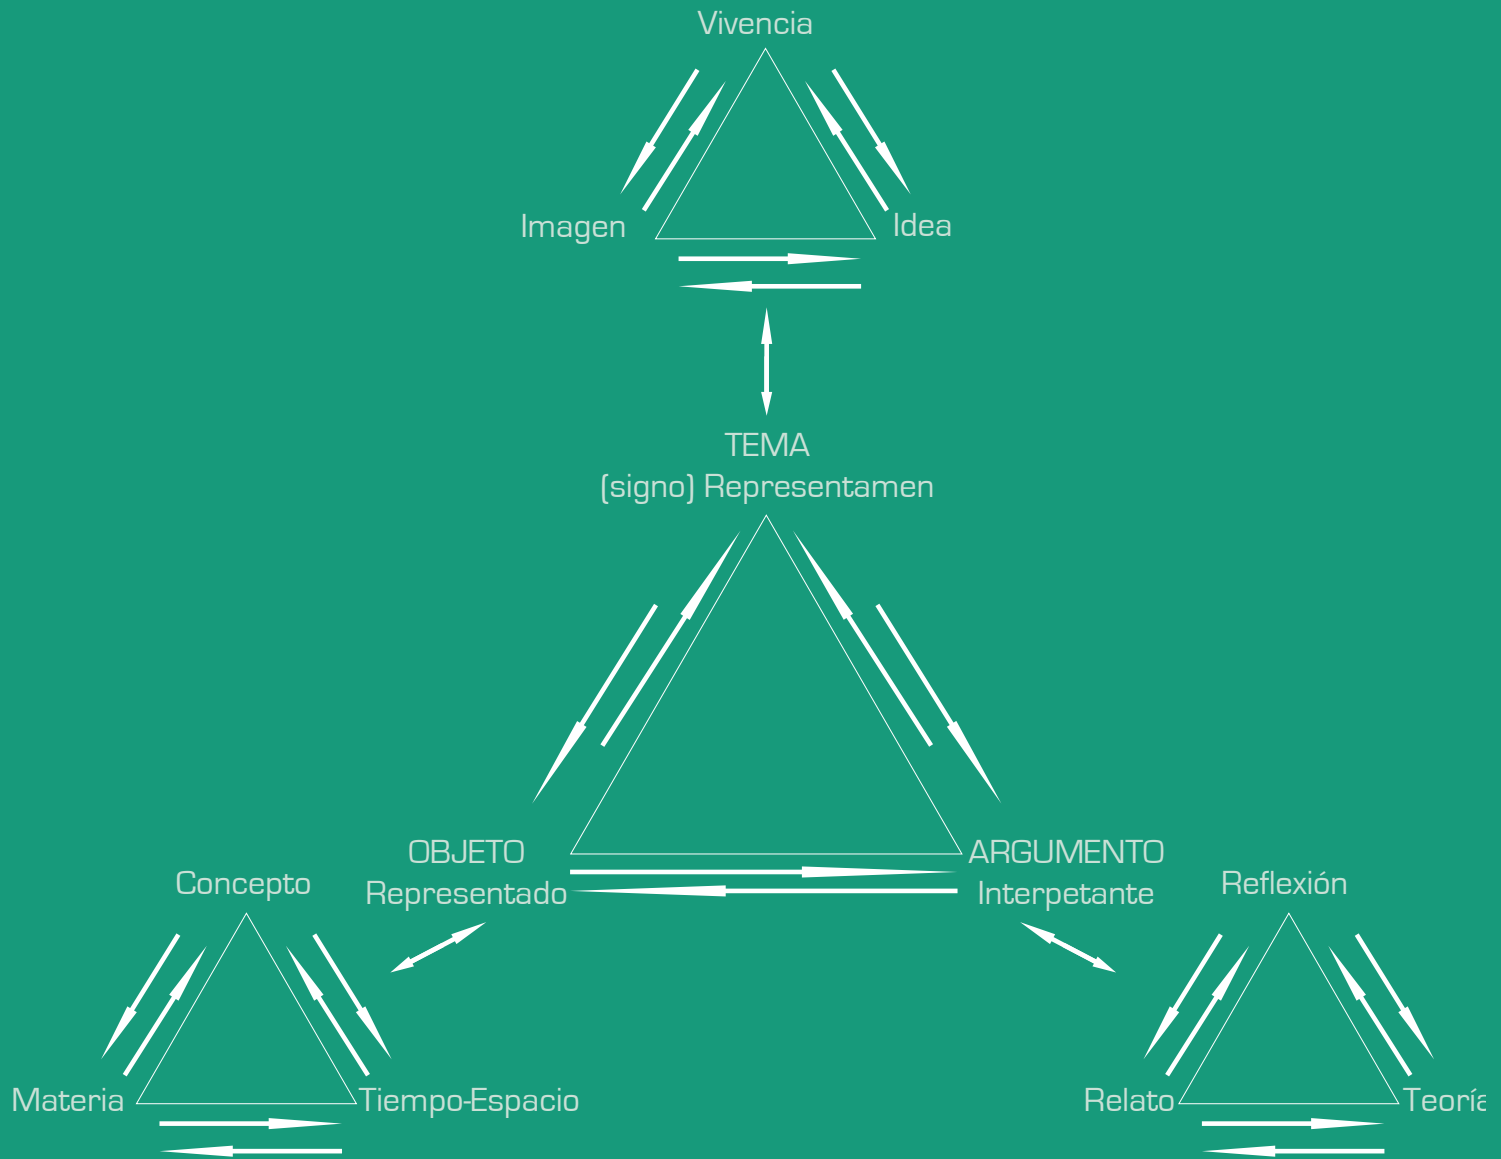 Vivencia
Imagen
Idea
TEMA
(signo) Representamen
OBJETO
Representado
ARGUMENTO
Interpetante
Concepto
Materia
Tiempo-Espacio
Reflexión
Relato
Teoría